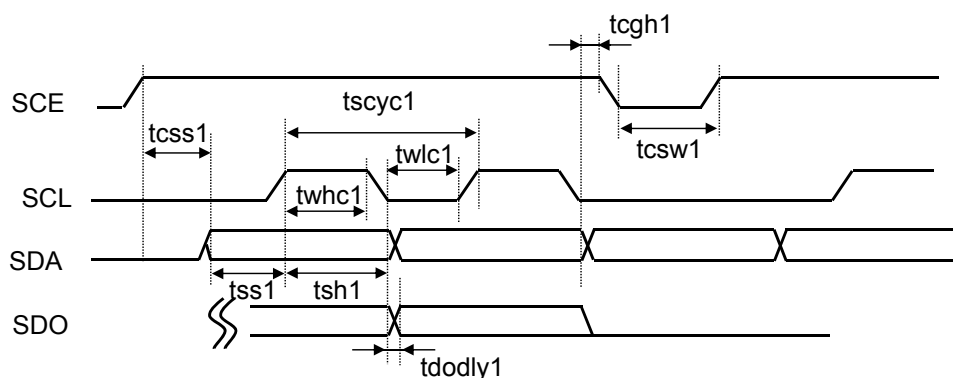 tcgh1
SCE
tscyc1
tcss1
tcsw1
twlc1
SCL
twhc1
SDA
tss1
tsh1
SDO
tdodly1